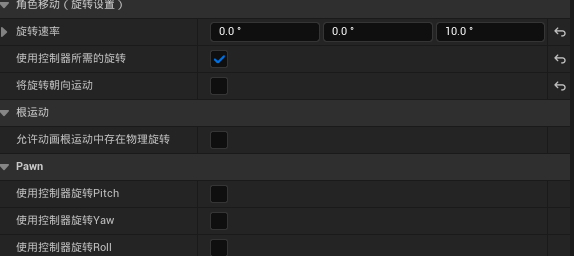 角色移动（旋转设置）
旋转速率 0.0 ° 0.0 ° 10.0 °
使用控制器所需的旋转
将旋转朝向运动
根运动
允许动画根运动中存在物理旋转
Pawn
使用控制器旋转Pitch
使用控制器旋转Yaw
使用控制器旋转Roll